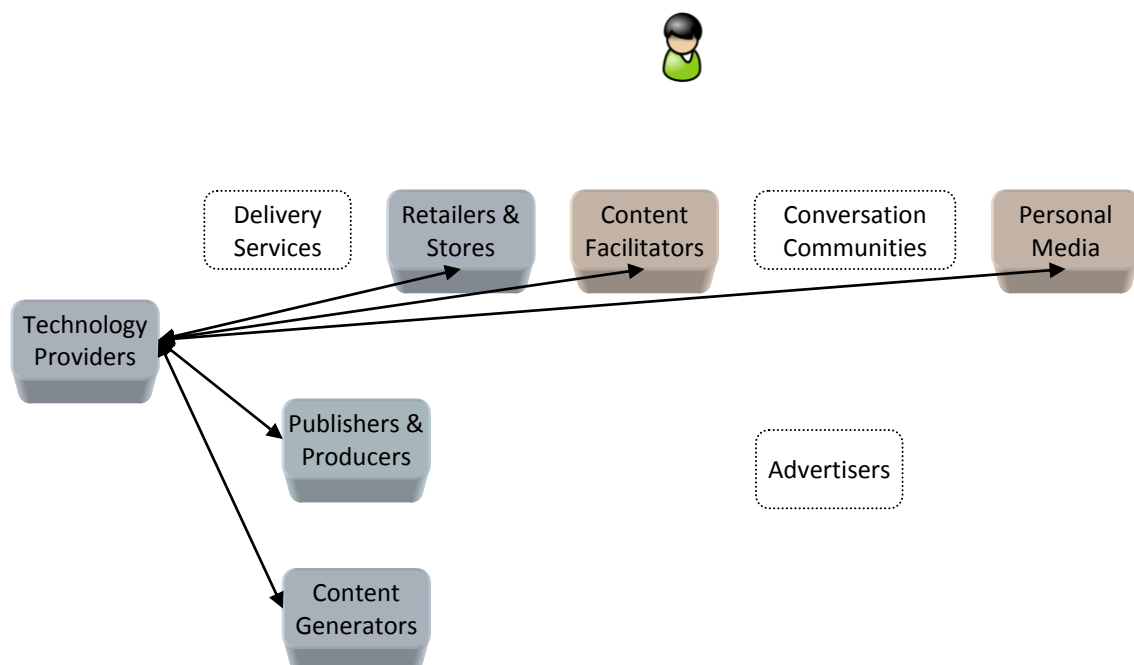 Delivery
Services
Retailers &
Stores
Content
Facilitators
Conversation
Communities
Personal
Media
Technology
Providers
Publishers &
Producers
Advertisers
Content
Generators